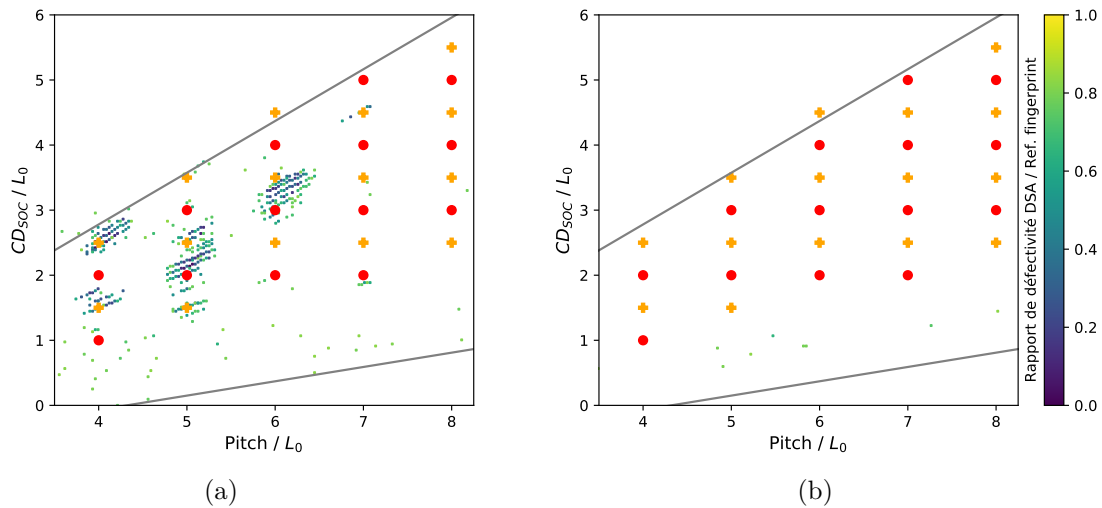 6
5
4
3
2
1
0
CD_SOC / L_0
4 5 6 7 8
Pitch / L_0
(a)
6
5
4
3
2
1
0
CD_SOC / L_0
4 5 6 7 8
Pitch / L_0
(b)
1.0
0.8
0.6
0.4
0.2
0.0
Rapport de défectivité DSA / Ref. fingerprint